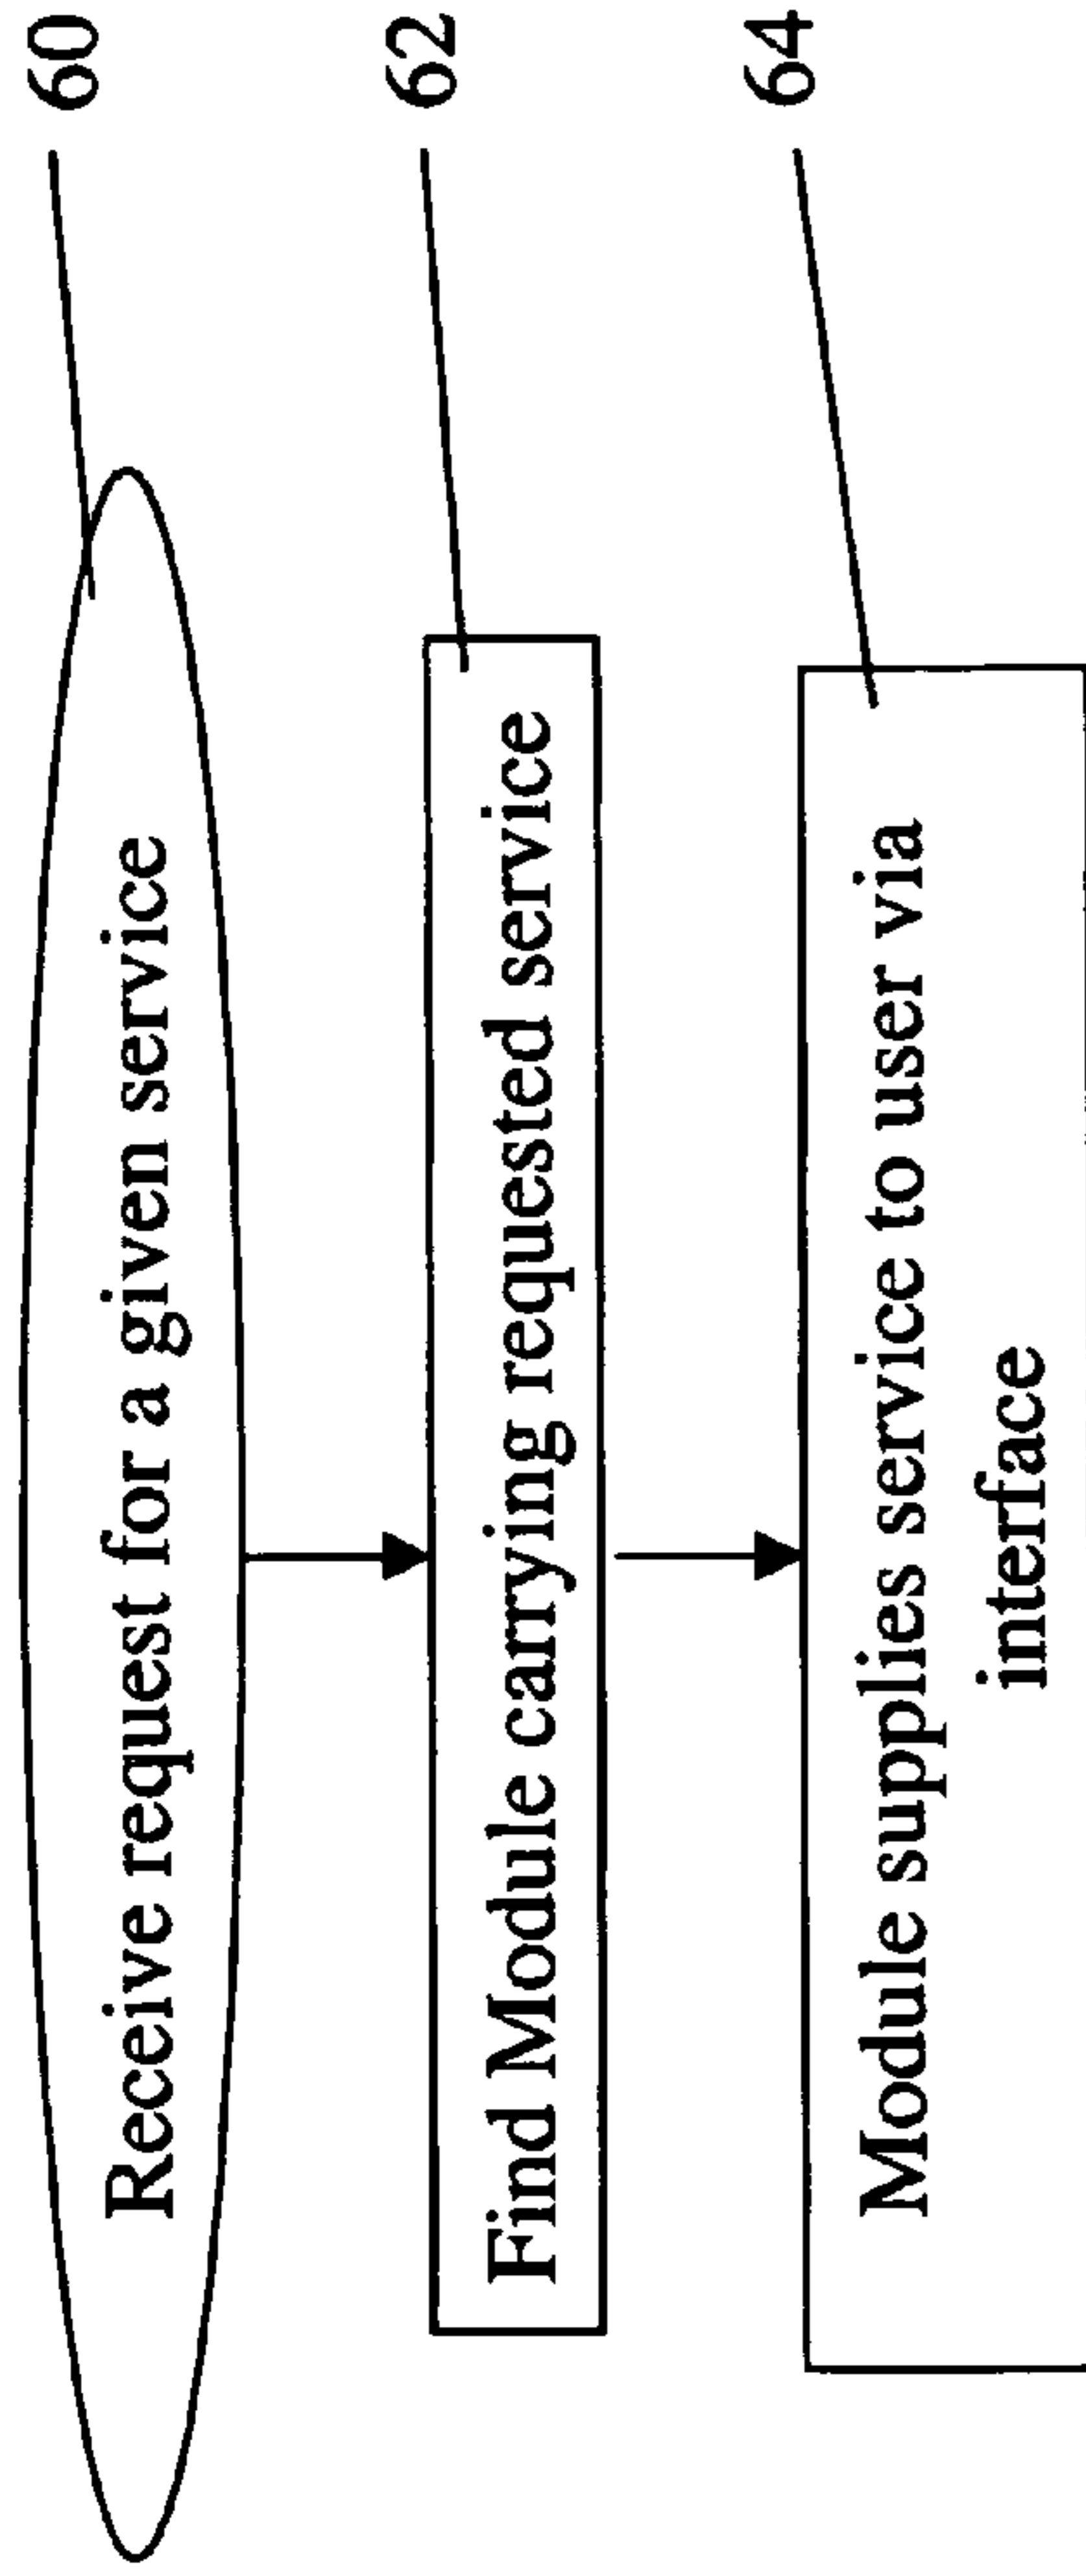 Receive request for a given service
60
Find Module carrying requested service
62
Module supplies service to user via
interface
64